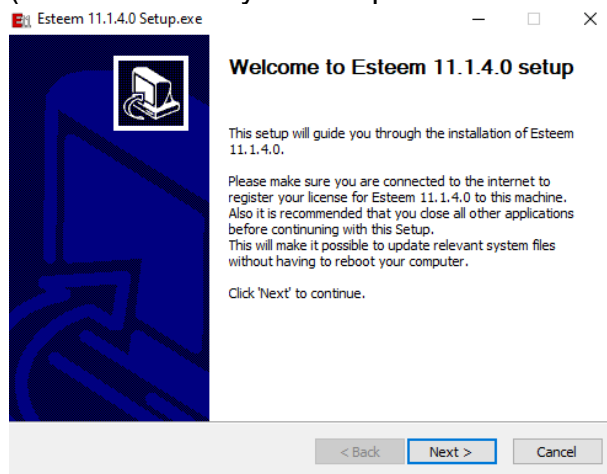 Esteem 11.1.4.0 Setup.exe
Welcome to Esteem 11.1.4.0 setup
This setup will guide you through the installation of Esteem
11.1.4.0.
Please make sure you are connected to the internet to
register your license for Esteem 11.1.4.0 to this machine.
Also it is recommended that you close all other applications
before continuning with this Setup.
This will make it possible to update relevant system files
without having to reboot your computer.
Click 'Next' to continue.
< Back
Next >
Cancel